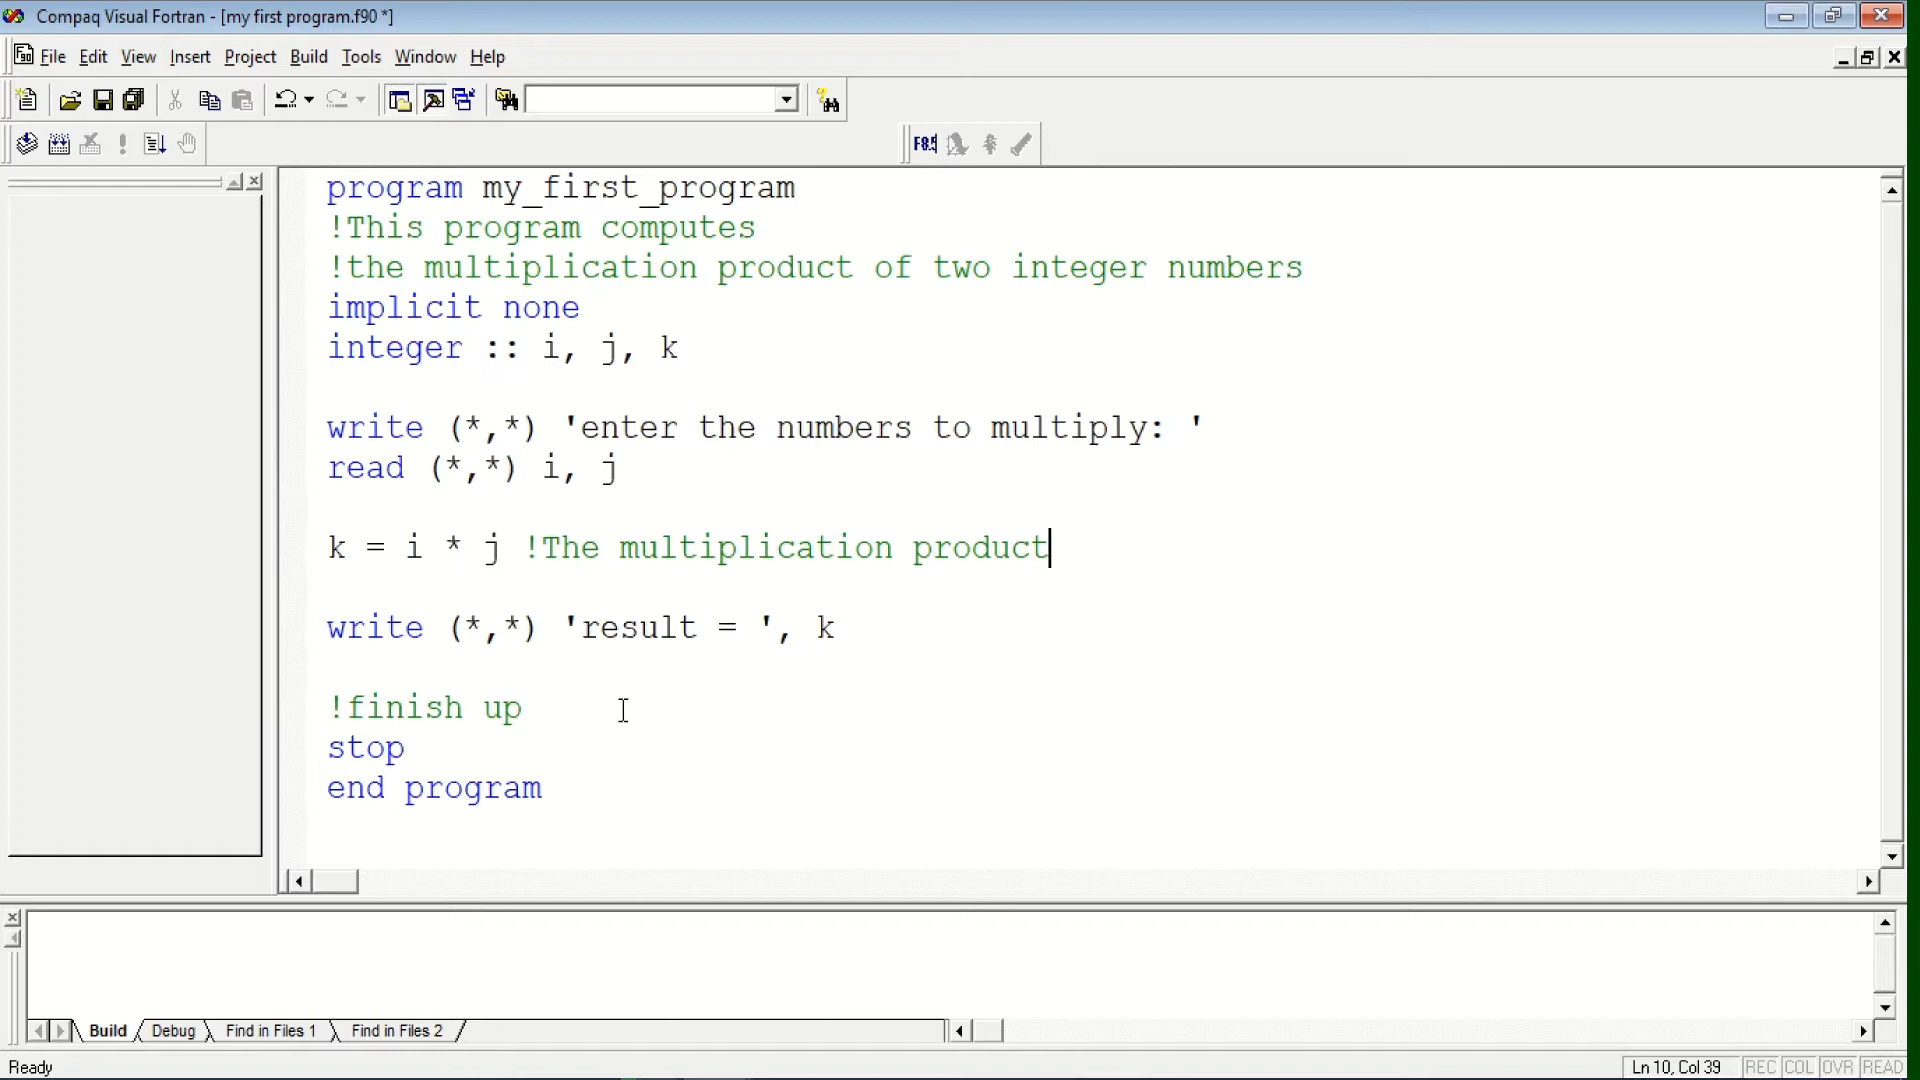 Compaq Visual Fortran - [my first program.f90 *]
File Edit View Insert Project Build Tools Window Help
program my_first_program
!This program computes
!the multiplication product of two integer numbers
implicit none
integer :: i, j, k
write (*,*) 'enter the numbers to multiply: '
read (*,*) i, j
k = i * j !The multiplication product
write (*,*) 'result = ', k
!finish up
stop
end program
Build Debug Find in Files 1 Find in Files 2
Ready Ln 10, Col 39 REC COL OVR READ